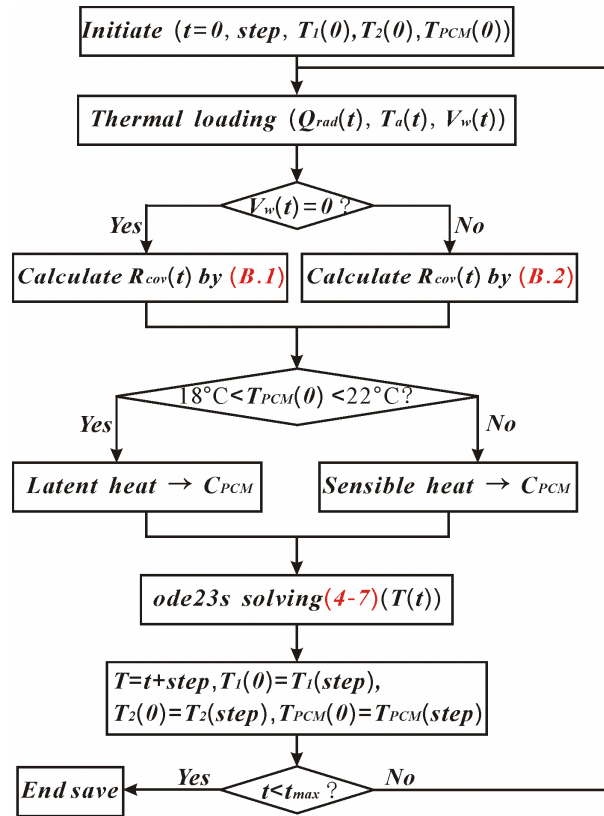 Initiate (t=0, step, T1(0),T2(0),TPCM(0))
Thermal loading (Qrad(t), Ta(t), Vw(t))
Vw(t)=0?
Yes
No
Calculate Rcov(t) by (B.1)
Calculate Rcov(t) by (B.2)
18°C<TPCM(0)<22°C?
Yes
No
Latent heat → CPCM
Sensible heat → CPCM
ode23s solving(4-7)(T(t))
T=t+step,T1(0)=T1(step),
T2(0)=T2(step),TPCM(0)=TPCM(step)
t<tmax?
Yes
No
End save